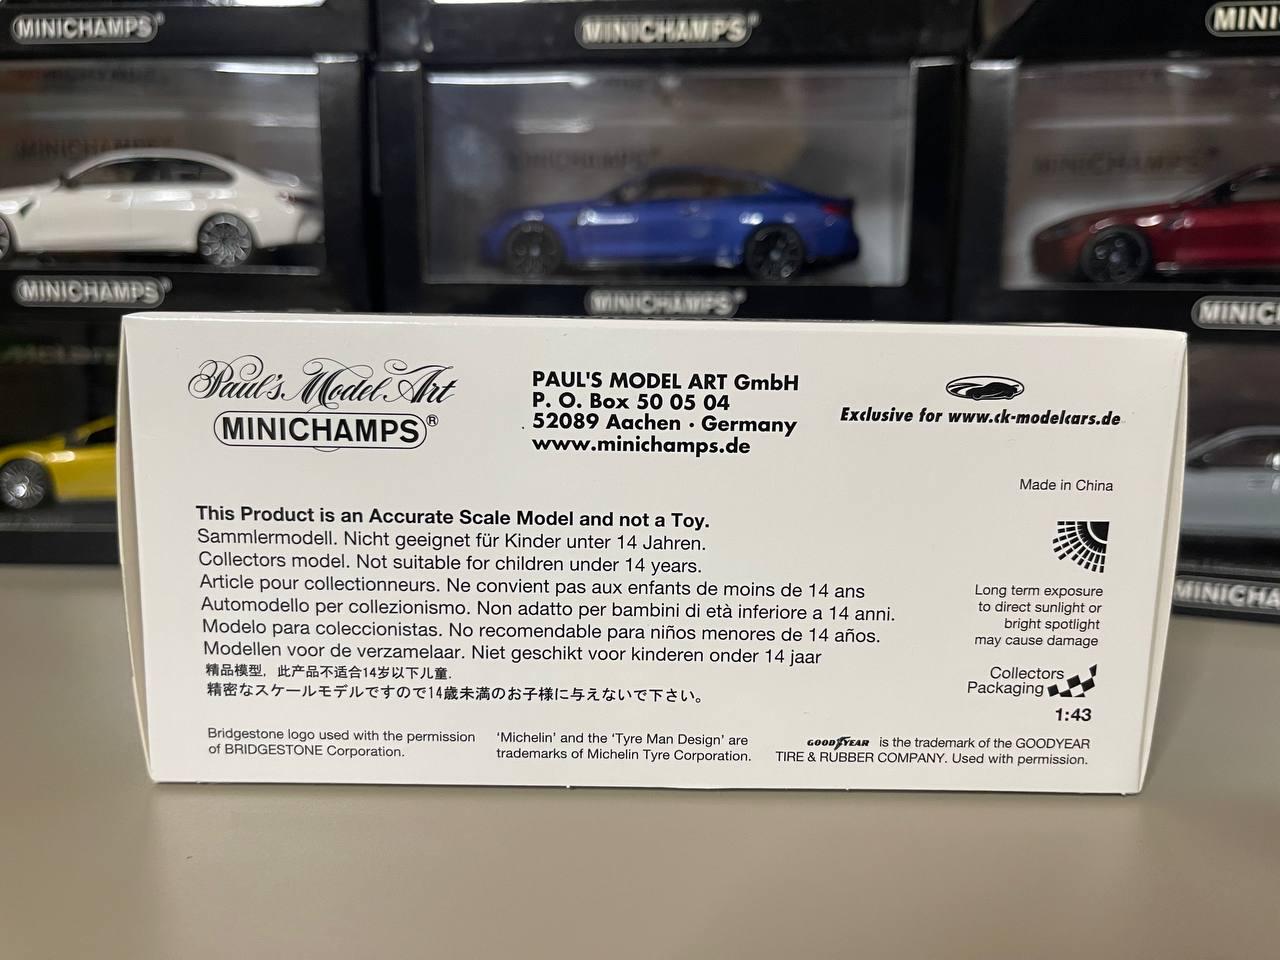 MINICHAMPS
MINICHAMPS
MINI
MINICHAMPS
MINICHAMPS
MINICHAMPS
MINICHAMPS
MINICHAMPS
MINIC
Paul's Model Art
MINICHAMPS®
PAUL'S MODEL ART GmbH
P. O. Box 50 05 04
52089 Aachen · Germany
www.minichamps.de
Exclusive for www.ck-modelcars.de
Made in China
This Product is an Accurate Scale Model and not a Toy.
Sammlermodell. Nicht geeignet für Kinder unter 14 Jahren.
Collectors model. Not suitable for children under 14 years.
Article pour collectionneurs. Ne convient pas aux enfants de moins de 14 ans
Automodello per collezionismo. Non adatto per bambini di età inferiore a 14 anni.
Modelo para coleccionistas. No recomendable para niños menores de 14 años.
Modellen voor de verzamelaar. Niet geschikt voor kinderen onder 14 jaar
精品模型，此产品不适合14岁以下儿童.
精密なスケールモデルですので14歳未満のお子様に与えないで下さい。
Long term exposure
to direct sunlight or
bright spotlight
may cause damage
Collectors
Packaging
1:43
MINICHA
Bridgestone logo used with the permission
of BRIDGESTONE Corporation.
‘Michelin’ and the ‘Tyre Man Design’ are
trademarks of Michelin Tyre Corporation.
GOODYEAR is the trademark of the GOODYEAR
TIRE & RUBBER COMPANY. Used with permission.